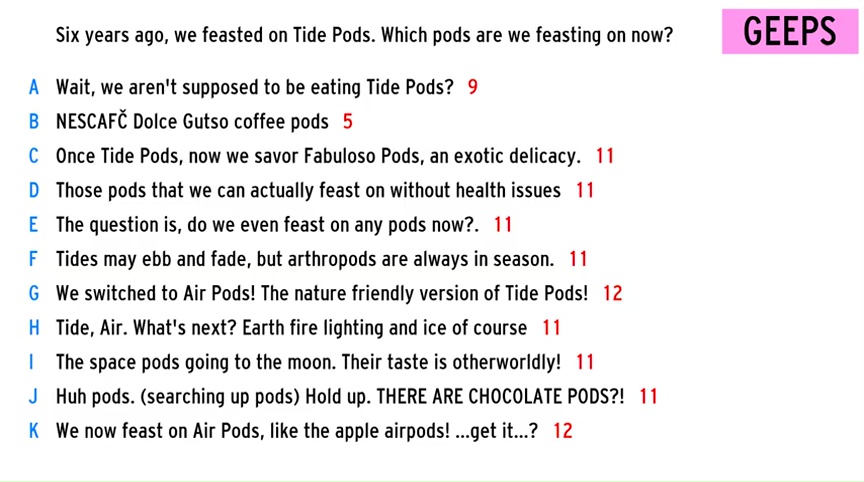 Six years ago, we feasted on Tide Pods. Which pods are we feasting on now?
GEEPS
A Wait, we aren't supposed to be eating Tide Pods? 9
B NESCAFČ Dolce Gutso coffee pods 5
C Once Tide Pods, now we savor Fabuloso Pods, an exotic delicacy. 11
D Those pods that we can actually feast on without health issues 11
E The question is, do we even feast on any pods now?. 11
F Tides may ebb and fade, but arthropods are always in season. 11
G We switched to Air Pods! The nature friendly version of Tide Pods! 12
H Tide, Air. What's next? Earth fire lighting and ice of course 11
I The space pods going to the moon. Their taste is otherworldly! 11
J Huh pods. (searching up pods) Hold up. THERE ARE CHOCOLATE PODS?! 11
K We now feast on Air Pods, like the apple airpods! ...get it...? 12